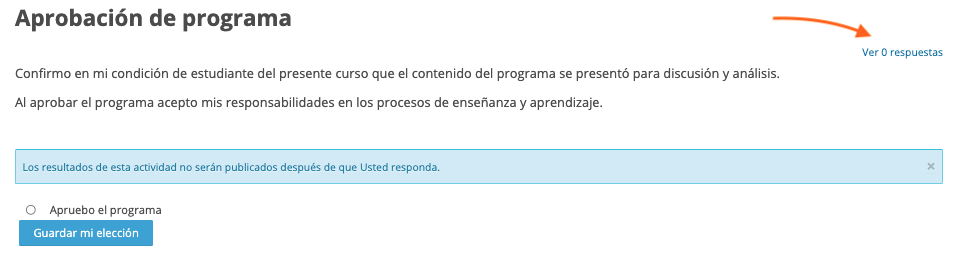 Aprobación de programa
Ver 0 respuestas
Confirmo en mi condición de estudiante del presente curso que el contenido del programa se presentó para discusión y análisis.
Al aprobar el programa acepto mis responsabilidades en los procesos de enseñanza y aprendizaje.
Los resultados de esta actividad no serán publicados después de que Usted responda.
Apruebo el programa
Guardar mi elección